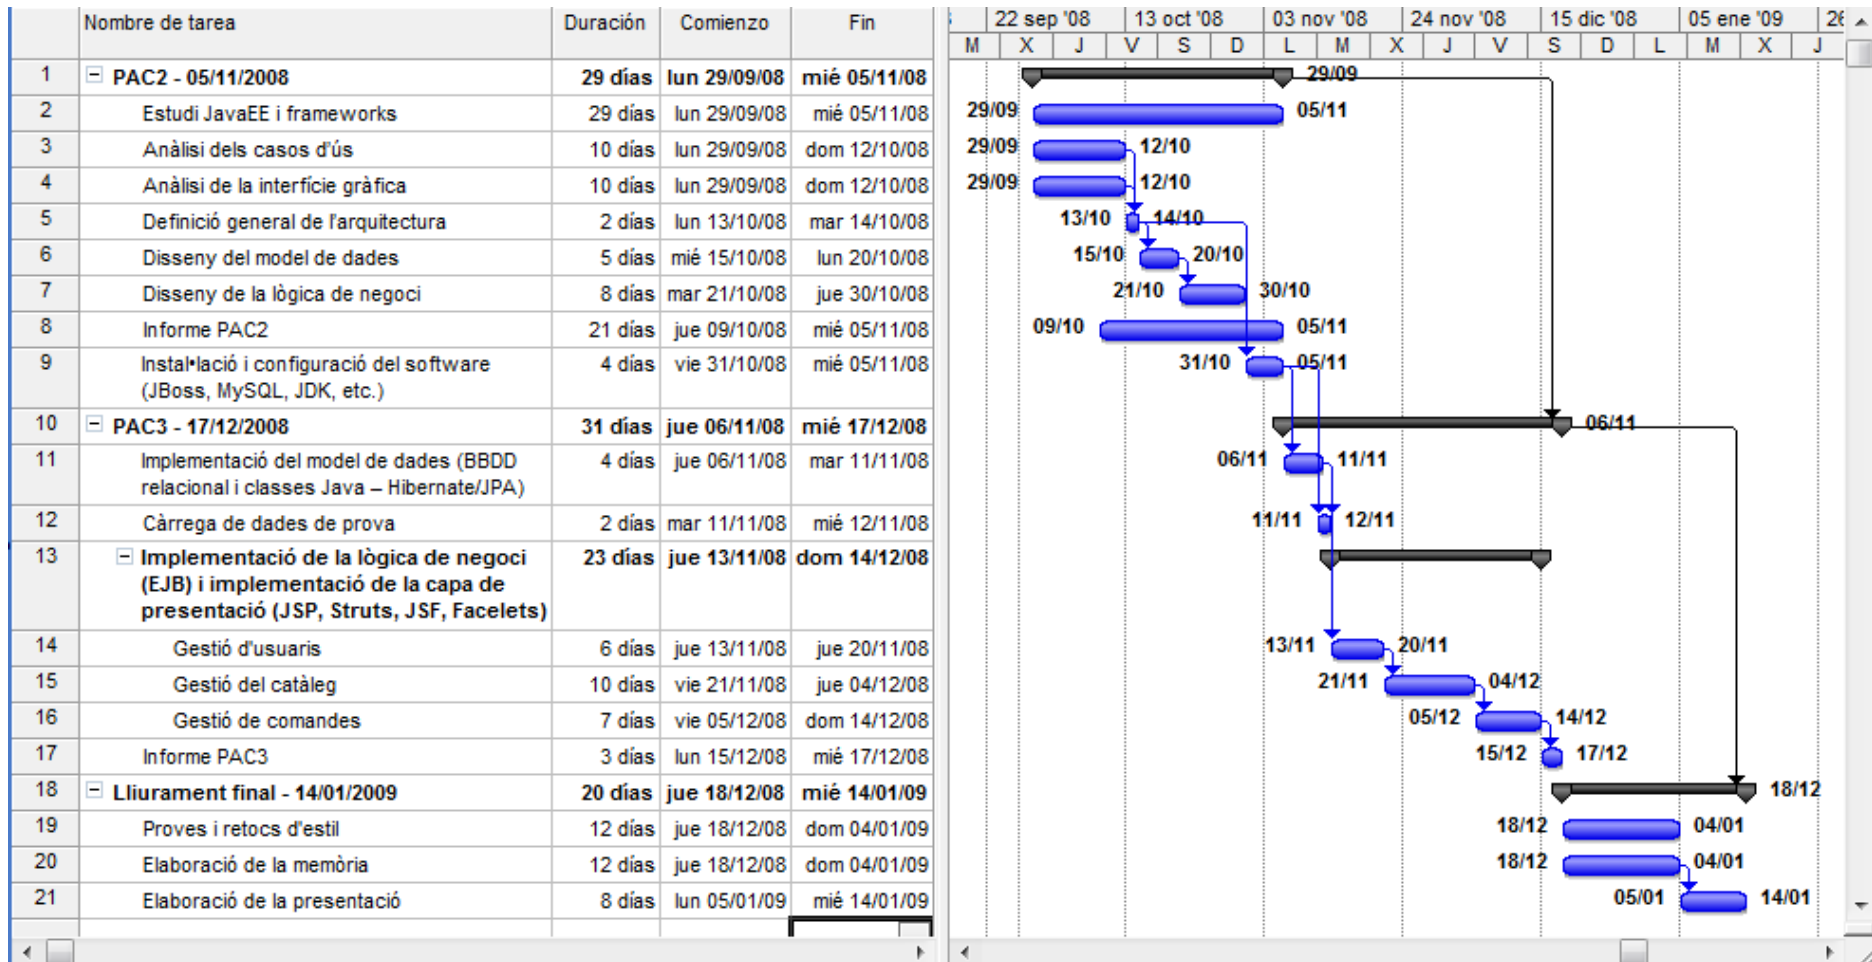 Nombre de tarea Duración Comienzo Fin
22 sep '08 13 oct '08 03 nov '08 24 nov '08 15 dic '08 05 ene '09 26
M X J V S D L M X J V S D L M X J
1 PAC2 - 05/11/2008 29 días lun 29/09/08 mié 05/11/08 29/09
2 Estudi JavaEE i frameworks 29 días lun 29/09/08 mié 05/11/08 29/09 05/11
3 Anàlisi dels casos d'ús 10 días lun 29/09/08 dom 12/10/08 29/09 12/10
4 Anàlisi de la interfície gràfica 10 días lun 29/09/08 dom 12/10/08 29/09 12/10
5 Definició general de l'arquitectura 2 días lun 13/10/08 mar 14/10/08 13/10 14/10
6 Disseny del model de dades 5 días mié 15/10/08 lun 20/10/08 15/10 20/10
7 Disseny de la lògica de negoci 8 días mar 21/10/08 jue 30/10/08 21/10 30/10
8 Informe PAC2 21 días jue 09/10/08 mié 05/11/08 09/10 05/11
9 Instal•lació i configuració del software 4 días vie 31/10/08 mié 05/11/08 31/10 05/11
(JBoss, MySQL, JDK, etc.)
10 PAC3 - 17/12/2008 31 días jue 06/11/08 mié 17/12/08 06/11
11 Implementació del model de dades (BBDD 4 días jue 06/11/08 mar 11/11/08 06/11 11/11
relacional i classes Java – Hibernate/JPA)
12 Càrrega de dades de prova 2 días mar 11/11/08 mié 12/11/08 11/11 12/11
13 Implementació de la lògica de negoci 23 días jue 13/11/08 dom 14/12/08
(EJB) i implementació de la capa de
presentació (JSP, Struts, JSF, Facelets)
14 Gestió d'usuaris 6 días jue 13/11/08 jue 20/11/08 13/11 20/11
15 Gestió del catàleg 10 días vie 21/11/08 jue 04/12/08 21/11 04/12
16 Gestió de comandes 7 días vie 05/12/08 dom 14/12/08 05/12 14/12
17 Informe PAC3 3 días lun 15/12/08 mié 17/12/08 15/12 17/12
18 Lliurament final - 14/01/2009 20 días jue 18/12/08 mié 14/01/09 18/12
19 Proves i retocs d'estil 12 días jue 18/12/08 dom 04/01/09 18/12 04/01
20 Elaboració de la memòria 12 días jue 18/12/08 dom 04/01/09 18/12 04/01
21 Elaboració de la presentació 8 días lun 05/01/09 mié 14/01/09 05/01 14/01